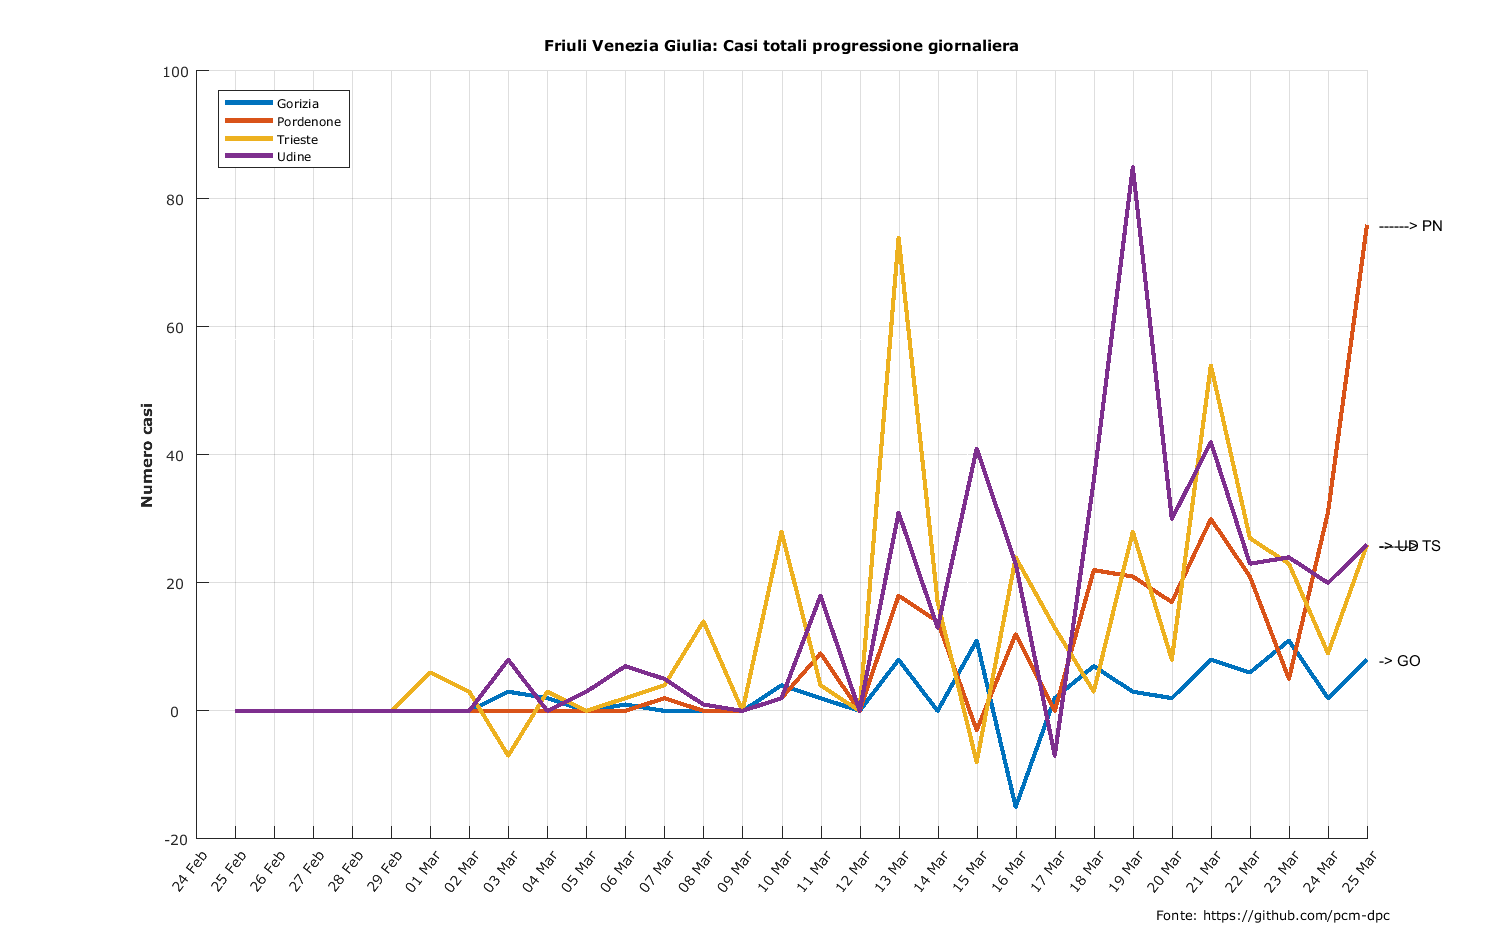 Friuli Venezia Giulia: Casi totali progressione giornaliera
100
80
60
40
20
0
-20
Numero casi
Gorizia
Pordenone
Trieste
Udine
------> PN
-> UD
----> TS
-> GO
24 Feb
25 Feb
26 Feb
27 Feb
28 Feb
29 Feb
01 Mar
02 Mar
03 Mar
04 Mar
05 Mar
06 Mar
07 Mar
08 Mar
09 Mar
10 Mar
11 Mar
12 Mar
13 Mar
14 Mar
15 Mar
16 Mar
17 Mar
18 Mar
19 Mar
20 Mar
21 Mar
22 Mar
23 Mar
24 Mar
25 Mar
Fonte: https://github.com/pcm-dpc